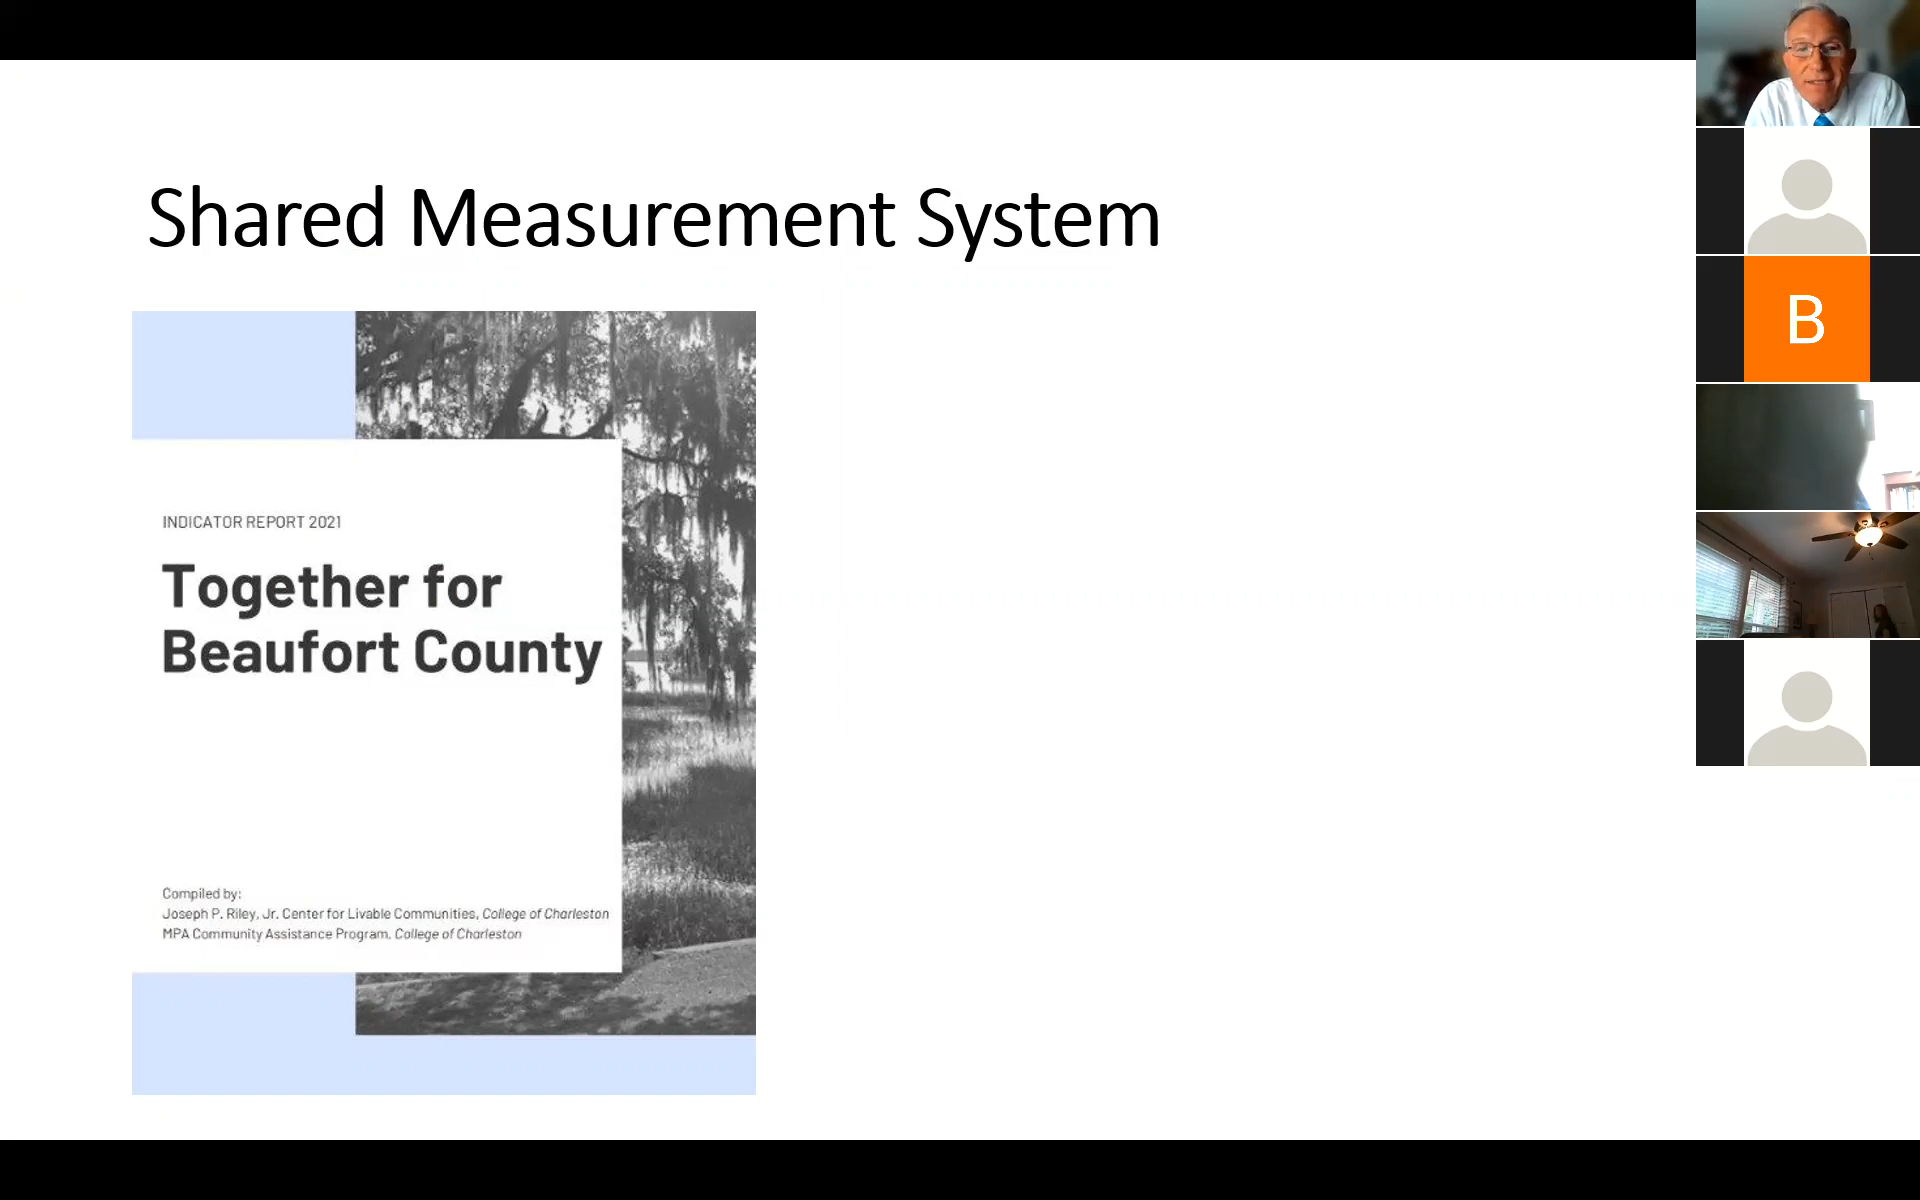 Shared Measurement System
INDICATOR REPORT 2021
Together for
Beaufort County
Compiled by:
Joseph P. Riley, Jr. Center for Livable Communities, College of Charleston
MPA Community Assistance Program, College of Charleston
B